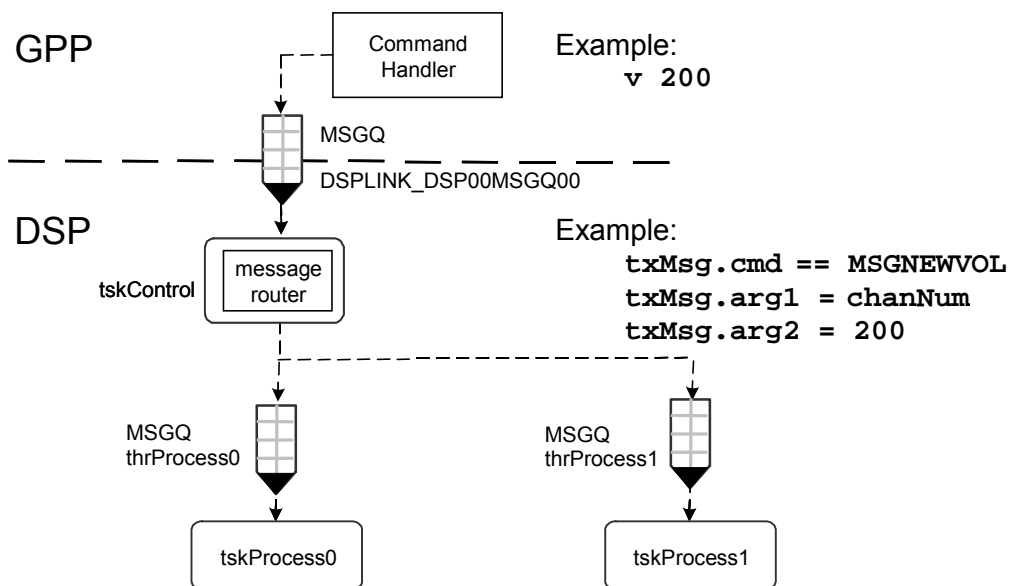 GPP
Command
Handler
Example:
v 200
MSGQ
DSPLINK_DSP00MSGQ00
DSP
tskControl
message
router
Example:
txMsg.cmd == MSGNEWVOL
txMsg.arg1 = chanNum
txMsg.arg2 = 200
MSGQ
thrProcess0
MSGQ
thrProcess1
tskProcess0
tskProcess1